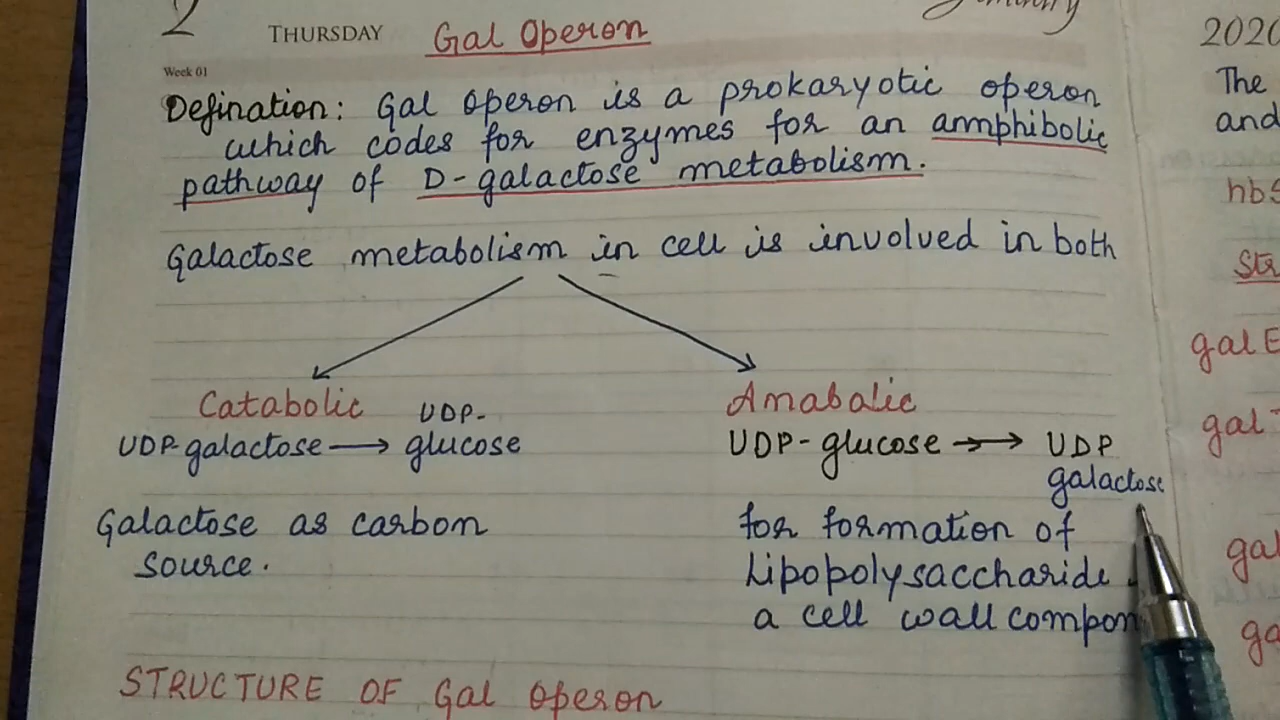 2 THURSDAY Gal Operon
Week 01
Defination: Gal operon is a prokaryotic operon
which codes for enzymes for an amphibolic
pathway of D-galactose metabolism.
Galactose metabolism in cell is involved in both
Catabolic
UDP-galactose → UDP-
glucose
Galactose as carbon
source.
Anabalic
UDP-glucose → UDP
galactose
for formation of
Lipopolysaccharide
a cell wall compon
STRUCTURE OF Gal Operon
2020
The
and
gal E
gal